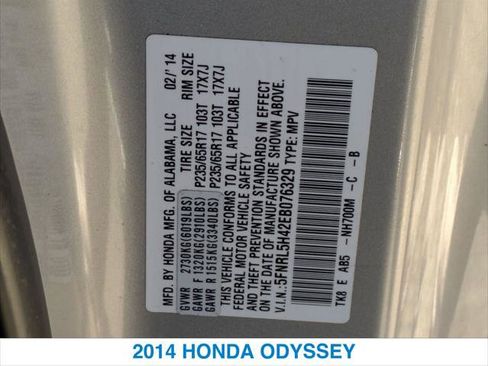 MFD. BY HONDA MFG. OF ALABAMA, LLC 02/'14
TIRE SIZE RIM SIZE
GVWR 2730KG(6019LBS)
GAWR F 1320KG(2910LBS) P235/65R17 103T 17X7J
GAWR R 1515KG(3340LBS) P235/65R17 103T 17X7J
THIS VEHICLE CONFORMS TO ALL APPLICABLE
FEDERAL MOTOR VEHICLE SAFETY
AND THEFT PREVENTION STANDARDS IN EFFECT
ON THE DATE OF MANUFACTURE SHOWN ABOVE.
V.I.N.:5FNRL5H42EB076329 TYPE: MPV
TK8 E AB5 -NH700M -C -B
2014 HONDA ODYSSEY